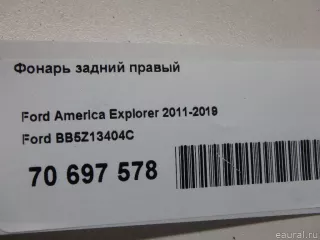 Фонарь задний правый
Ford America Explorer 2011-2019
Ford BB5Z13404C
70 697 578
eaural.ru